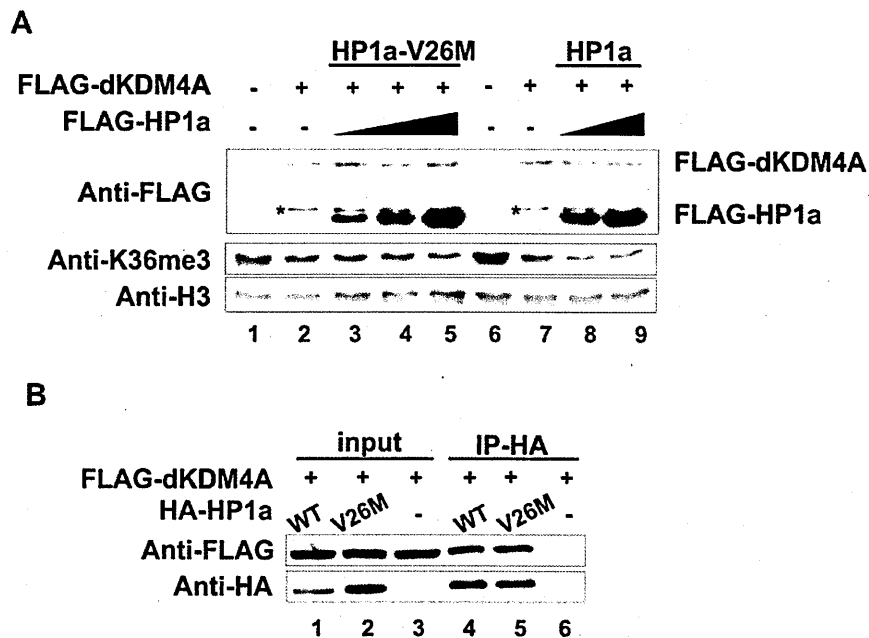 A
HP1a-V26M HP1a
FLAG-dKDM4A - + + + + - + + +
FLAG-HP1a - - - -
Anti-FLAG * * FLAG-dKDM4A
FLAG-HP1a
Anti-K36me3
Anti-H3
1 2 3 4 5 6 7 8 9
B
input IP-HA
FLAG-dKDM4A + + + + + +
HA-HP1a WT V26M - WT V26M -
Anti-FLAG
Anti-HA
1 2 3 4 5 6